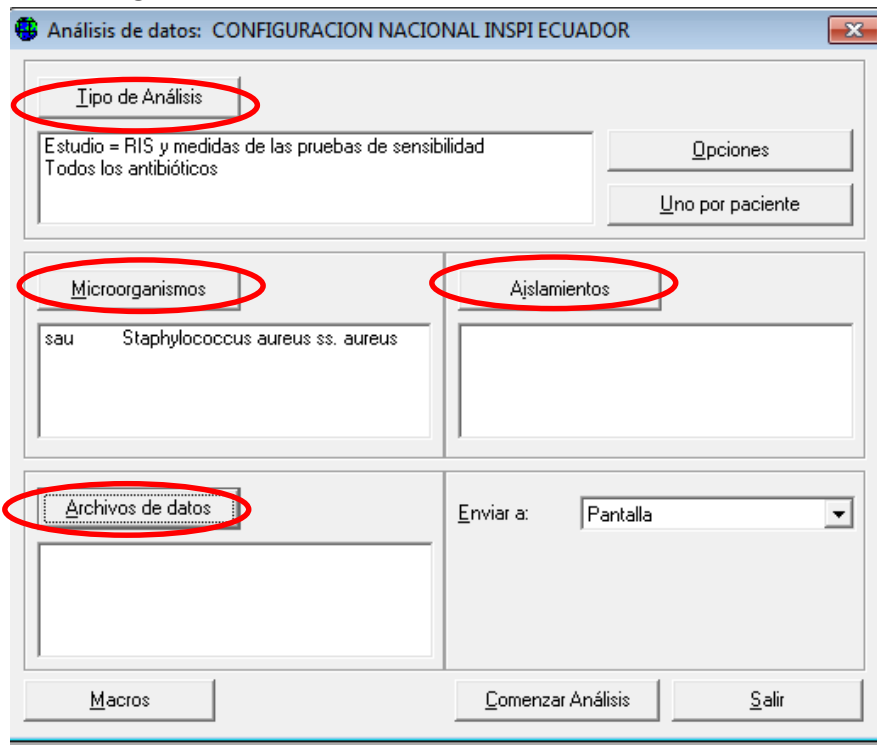 Análisis de datos: CONFIGURACION NACIONAL INSPI ECUADOR
Tipo de Análisis
Estudio = RIS y medidas de las pruebas de sensibilidad
Todos los antibióticos
Opciones
Uno por paciente
Microorganismos
Aislamientos
sau Staphylococcus aureus ss. aureus
Archivos de datos
Enviar a: Pantalla
Macros
Comenzar Análisis
Salir